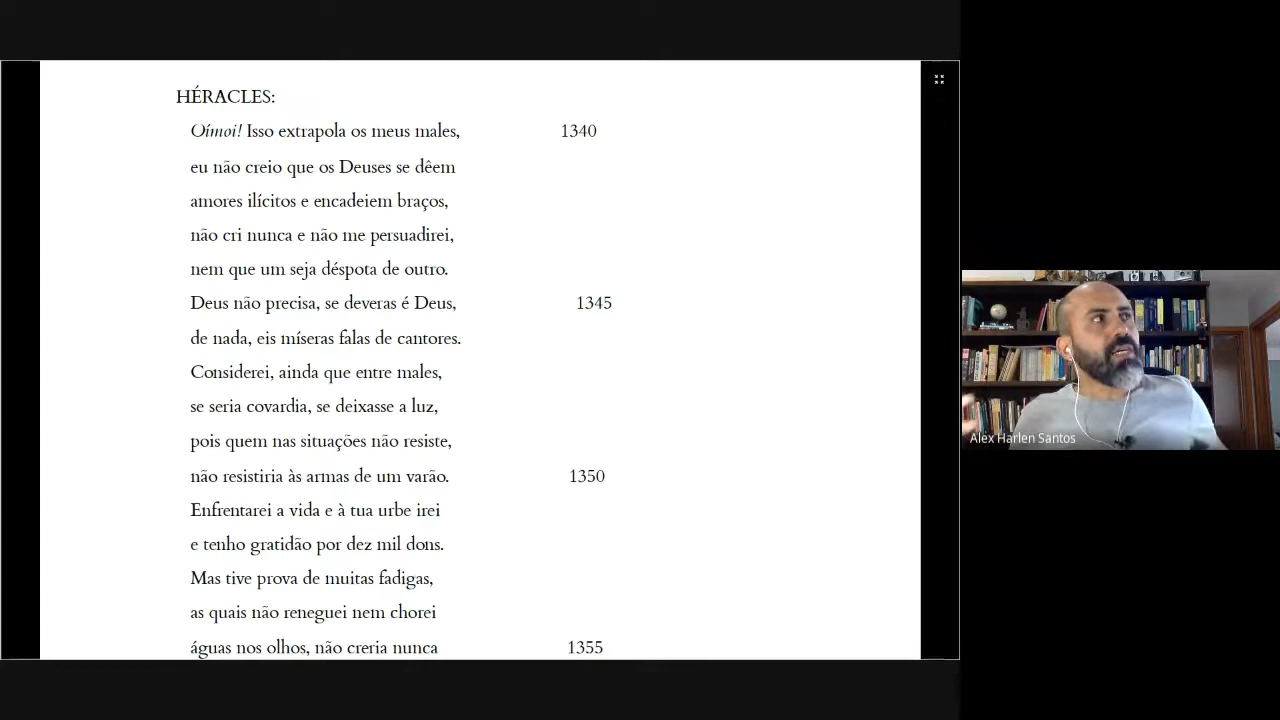 HÉRACLES:
Oímoi! Isso extrapola os meus males, 1340
eu não creio que os Deuses se dêem
amores ilícitos e encadeiem braços,
não cri nunca e não me persuadirei,
nem que um seja déspota de outro.
Deus não precisa, se deveras é Deus, 1345
de nada, eis míseras falas de cantores.
Considerei, ainda que entre males,
se seria covardia, se deixasse a luz,
pois quem nas situações não resiste,
não resistiria às armas de um varão. 1350
Enfrentarei a vida e à tua urbe irei
e tenho gratidão por dez mil dons.
Mas tive prova de muitas fadigas,
as quais não reneguei nem chorei
águas nos olhos, não creria nunca 1355
Alex Harlen Santos